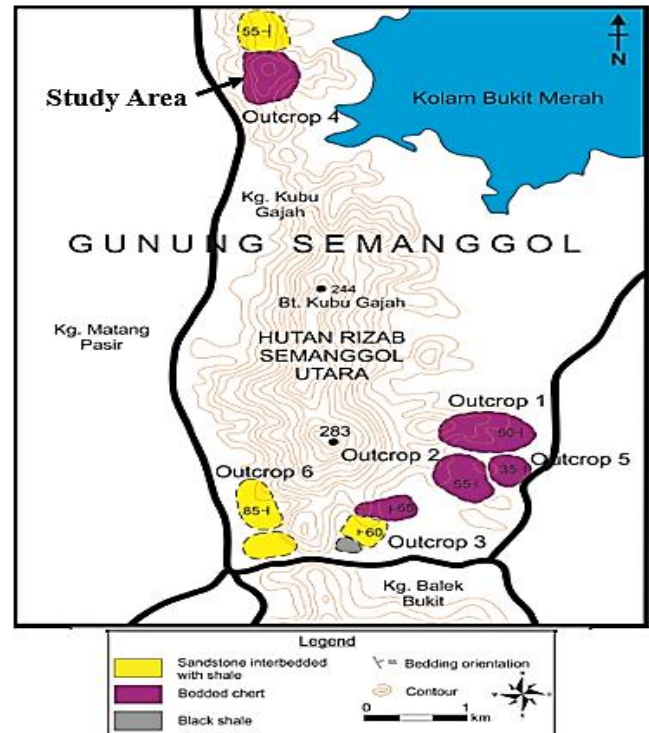 55
N
Study Area
Kolam Bukit Merah
Outcrop 4
Kg. Kubu
Gajah
GUNUNG SEMANGGOL
244
Bt. Kubu Gajah
Kg. Matang
Pasir
HUTAN RIZAB
SEMANGGOL
UTARA
Outcrop 1
283
Outcrop 2
Outcrop 5
35
55
Outcrop 6
85
60
Outcrop 3
Kg. Balek
Bukit
Legend
Sandstone interbedded
with shale
Bedding orientation
Bedded chert
Contour
Black shale
0 1
km